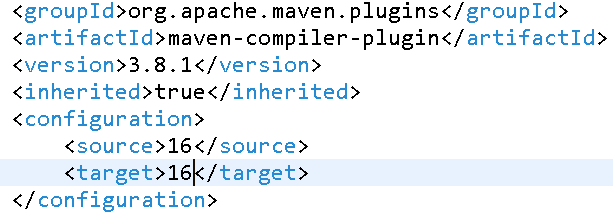 <groupId>org.apache.maven.plugins</groupId>
<artifactId>maven-compiler-plugin</artifactId>
<version>3.8.1</version>
<inherited>true</inherited>
<configuration>
    <source>16</source>
    <target>16</target>
</configuration>